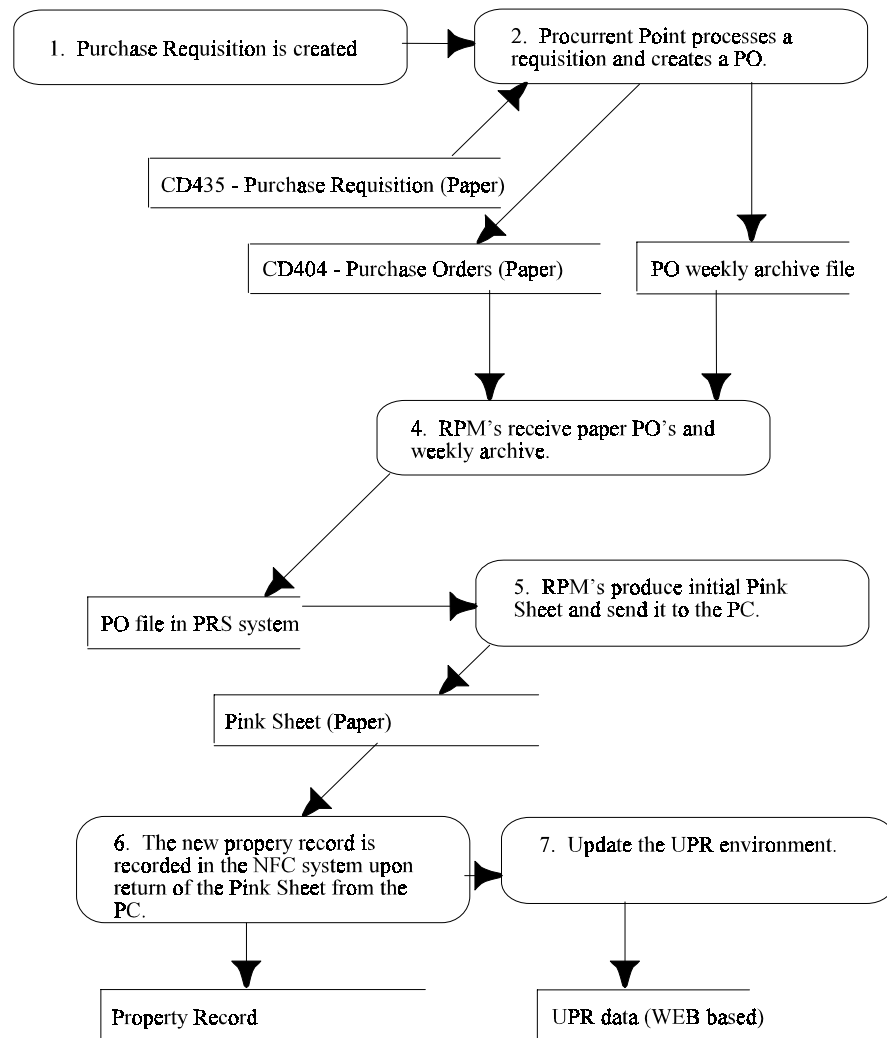 1. Purchase Requisition is created
2. Procurrent Point processes a
requisition and creates a PO.
CD435 - Purchase Requisition (Paper)
CD404 - Purchase Orders (Paper)
PO weekly archive file
4. RPM's receive paper PO's and
weekly archive.
PO file in PRS system
5. RPM's produce initial Pink
Sheet and send it to the PC.
Pink Sheet (Paper)
6. The new propery record is
recorded in the NFC system upon
return of the Pink Sheet from the
PC.
7. Update the UPR environment.
Property Record
UPR data (WEB based)